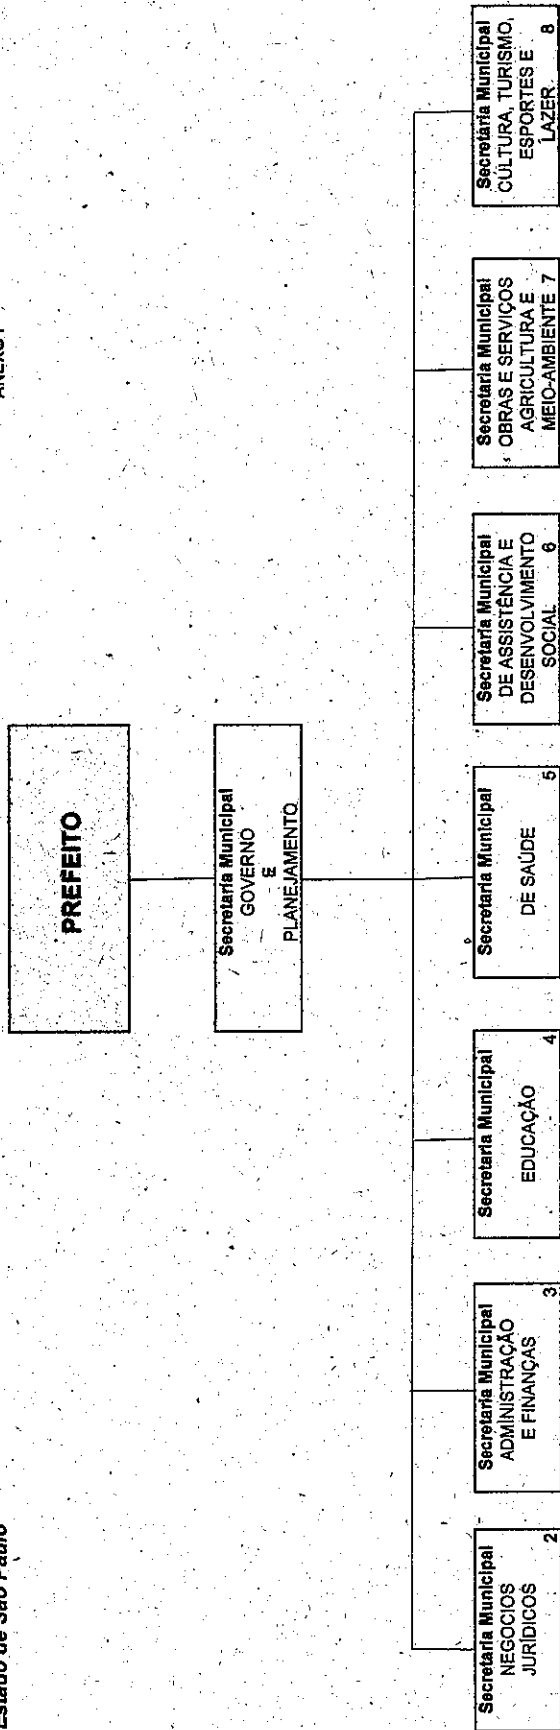 Estado de São Paulo
ANEXO I
PREFEITO
Secretaria Municipal
GOVERNO
E
PLANEJAMENTO
Secretaria Municipal
NEGOCIOS
JURÍDICOS
2
Secretaria Municipal
ADMINISTRAÇÃO
E FINANÇAS
3
Secretaria Municipal
EDUCAÇÃO
4
Secretaria Municipal
DE SAÚDE
5
Secretaria Municipal
DE ASSISTÊNCIA E
DESENVOLVIMENTO
SOCIAL 6
Secretaria Municipal
OBRAS E SERVIÇOS
AGRICULTURA E
MEIO-AMBIENTE 7
Secretaria Municipal
CULTURA, TURISMO,
ESPORTES E
LAZER 8